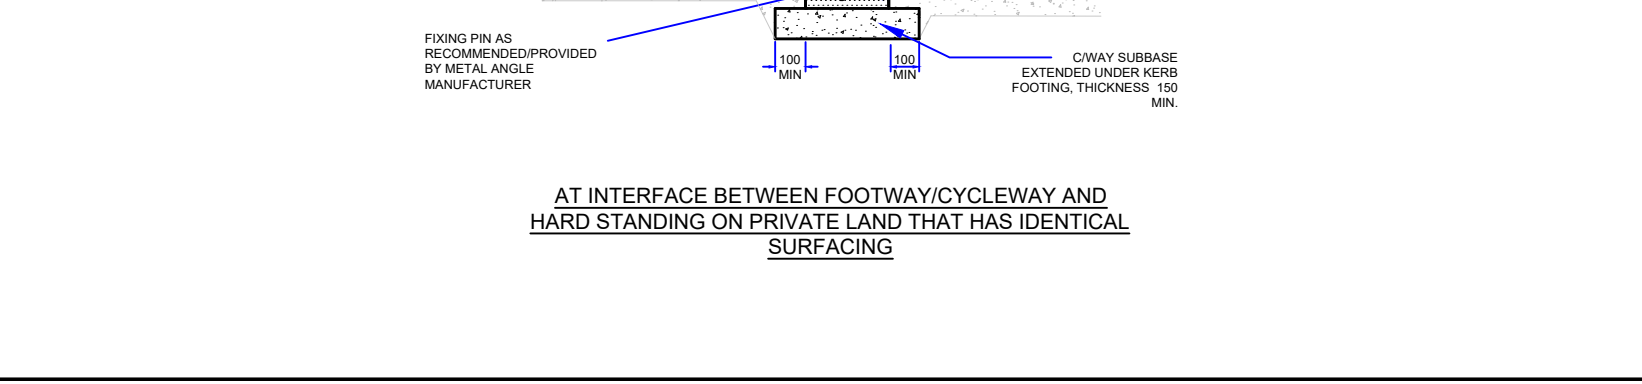 FIXING PIN AS
RECOMMENDED/PROVIDED
BY METAL ANGLE
MANUFACTURER
100
MIN
100
MIN
C/WAY SUBBASE
EXTENDED UNDER KERB
FOOTING, THICKNESS 150
MIN.
AT INTERFACE BETWEEN FOOTWAY/CYCLEWAY AND
HARD STANDING ON PRIVATE LAND THAT HAS IDENTICAL
SURFACING